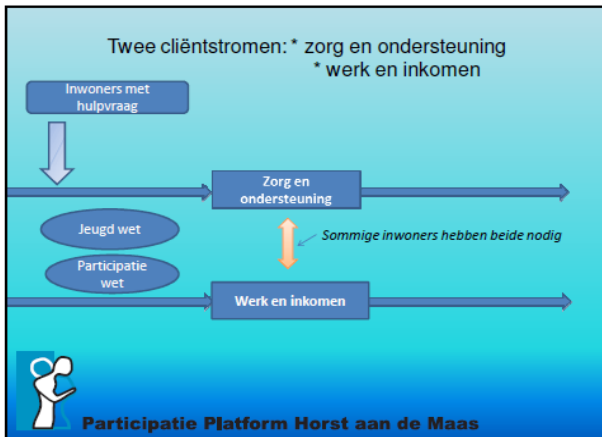 Twee cliëntstromen: * zorg en ondersteuning
* werk en inkomen
Inwoners met
hulpvraag
Zorg en
ondersteuning
Jeugd wet
Sommige inwoners hebben beide nodig
Participatie
wet
Werk en inkomen
Participatie Platform Horst aan de Maas